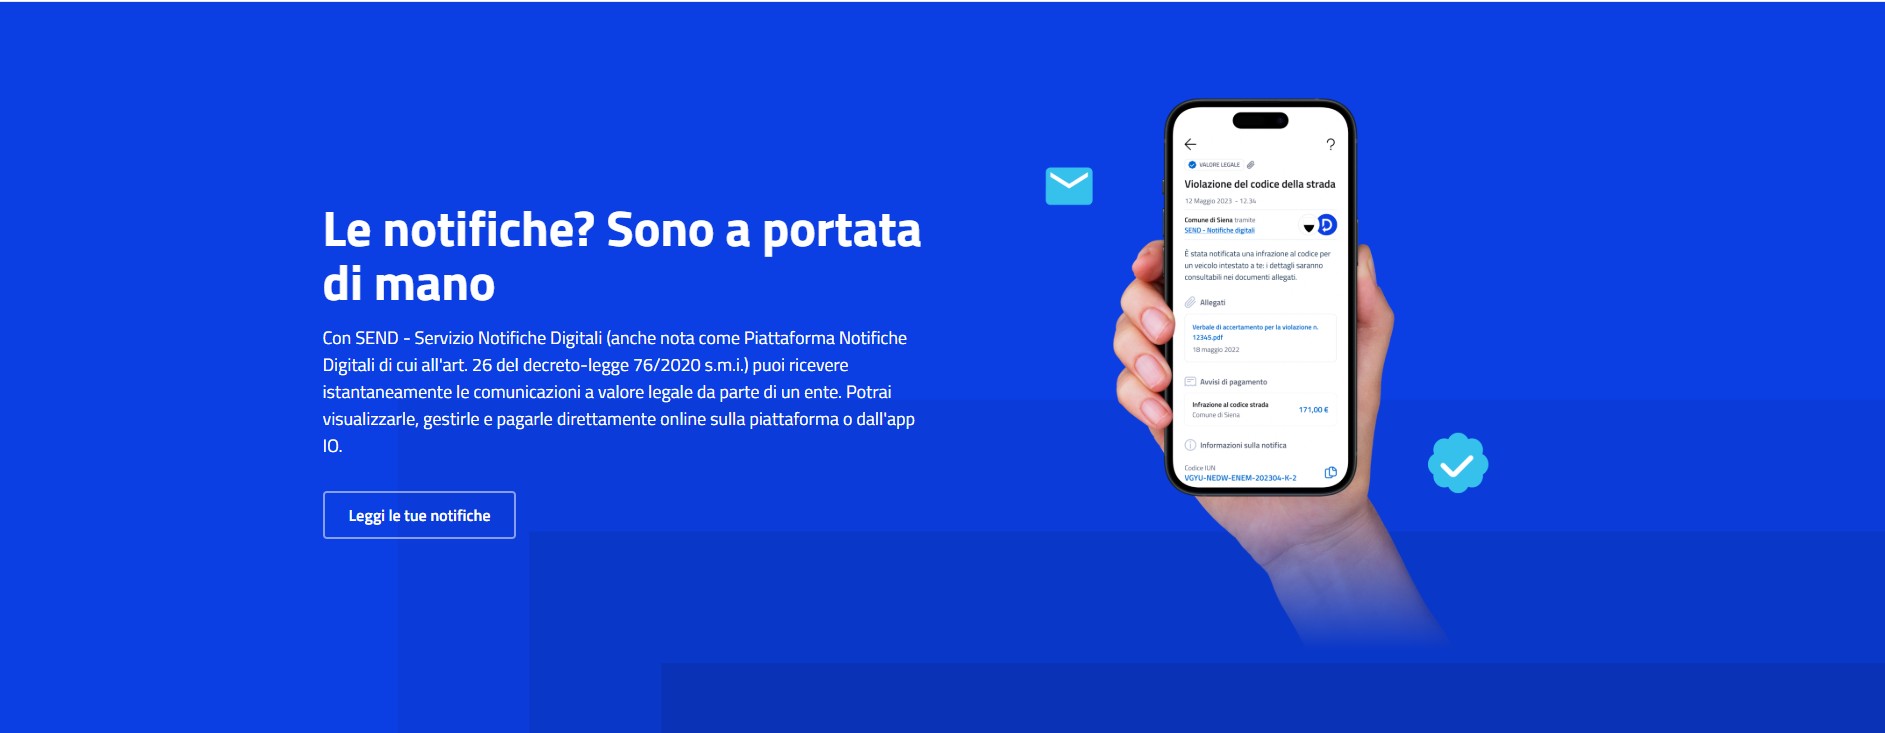 Le notifiche? Sono a portata
di mano
Con SEND - Servizio Notifiche Digitali (anche nota come Piattaforma Notifiche
Digitali di cui all'art. 26 del decreto-legge 76/2020 s.m.i.) puoi ricevere
istantaneamente le comunicazioni a valore legale da parte di un ente. Potrai
visualizzarle, gestirle e pagarle direttamente online sulla piattaforma o dall'app
IO.
Leggi le tue notifiche
?
VALORE LEGALE
Violazione del codice della strada
12 Maggio 2023 - 12.34
Comune di Siena tramite
SEND - Notifiche digitali
È stata notificata una infrazione al codice per
un veicolo intestato a te: i dettagli saranno
consultabili nei documenti allegati.
Allegati
Verbale di accertamento per la violazione n.
12345.pdf
18 maggio 2022
Avvisi di pagamento
Infrazione al codice strada
Comune di Siena
171,00 €
Informazioni sulla notifica
Codice IUN
VGYU-NEDW-ENEM-202304-K-2